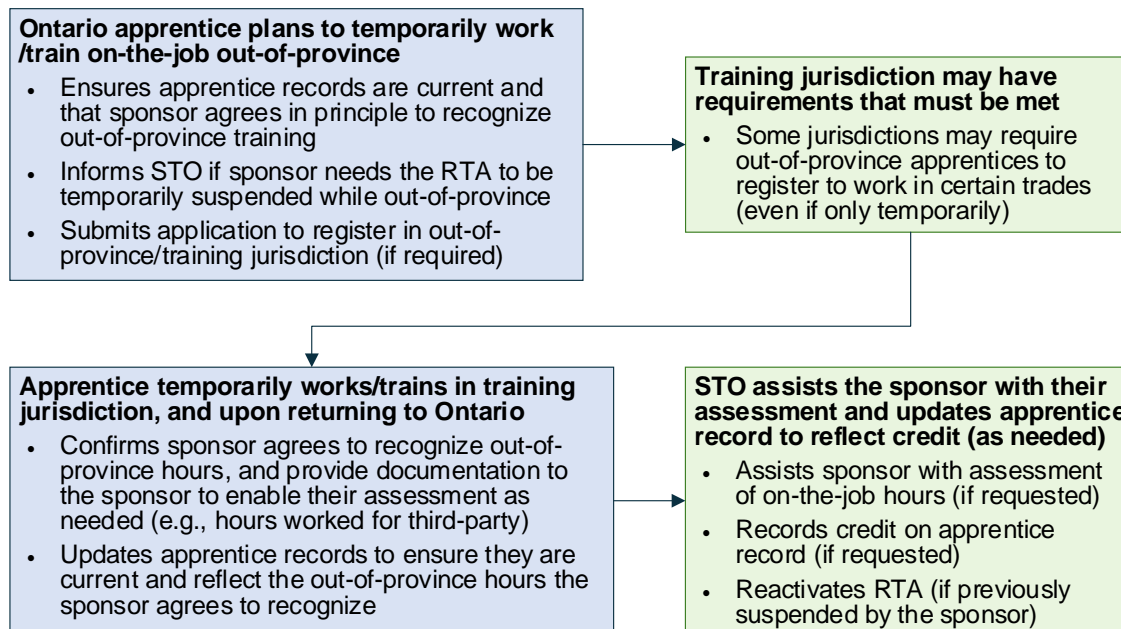 Ontario apprentice plans to temporarily work
/train on-the-job out-of-province
• Ensures apprentice records are current and
that sponsor agrees in principle to recognize
out-of-province training
• Informs STO if sponsor needs the RTA to be
temporarily suspended while out-of-province
• Submits application to register in out-of-
province/training jurisdiction (if required)
Training jurisdiction may have
requirements that must be met
• Some jurisdictions may require
out-of-province apprentices to
register to work in certain trades
(even if only temporarily)
Apprentice temporarily works/trains in training
jurisdiction, and upon returning to Ontario
• Confirms sponsor agrees to recognize out-of-
province hours, and provide documentation to
the sponsor to enable their assessment as
needed (e.g., hours worked for third-party)
• Updates apprentice records to ensure they are
current and reflect the out-of-province hours the
sponsor agrees to recognize
STO assists the sponsor with their
assessment and updates apprentice
record to reflect credit (as needed)
• Assists sponsor with assessment
of on-the-job hours (if requested)
• Records credit on apprentice
record (if requested)
• Reactivates RTA (if previously
suspended by the sponsor)